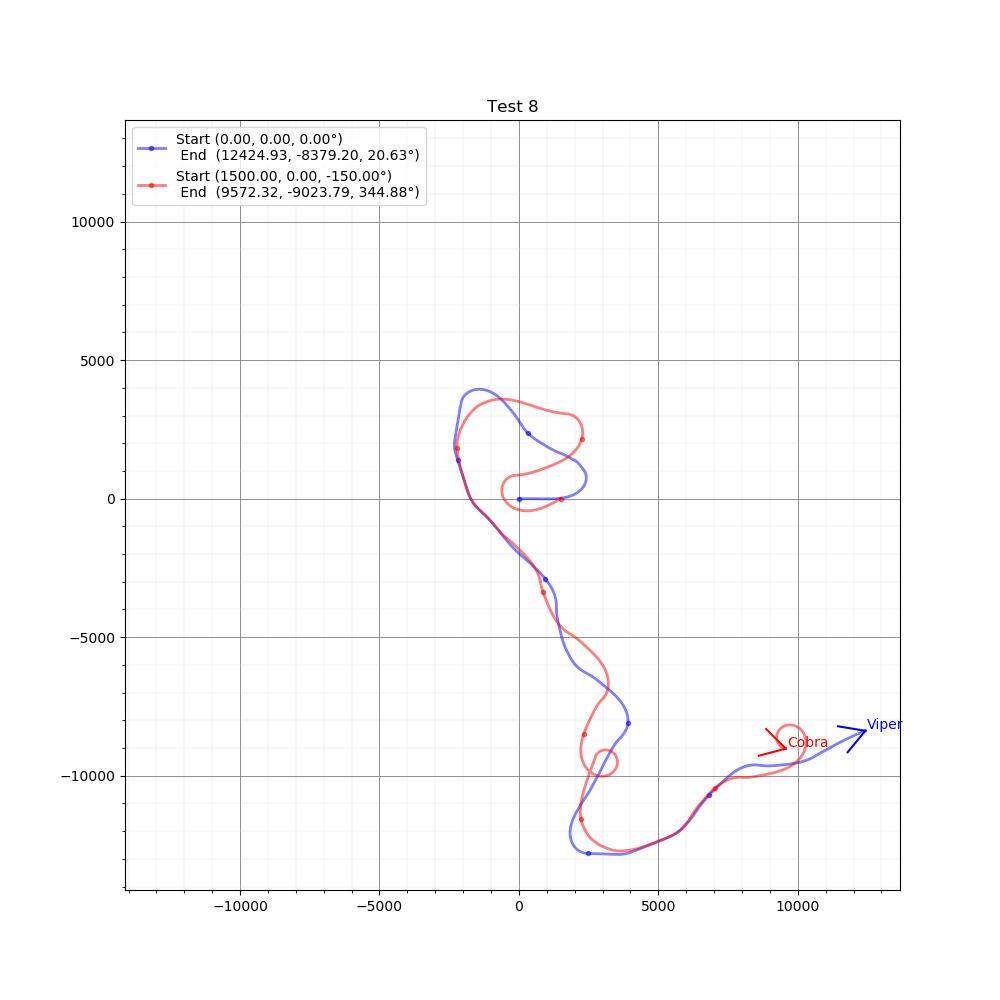 Test 8
Start (0.00, 0.00, 0.00°)
End  (12424.93, -8379.20, 20.63°)
Start (1500.00, 0.00, -150.00°)
End  (9572.32, -9023.79, 344.88°)
10000
5000
0
−5000
−10000
Viper
Cobra
−10000 −5000 0 5000 10000